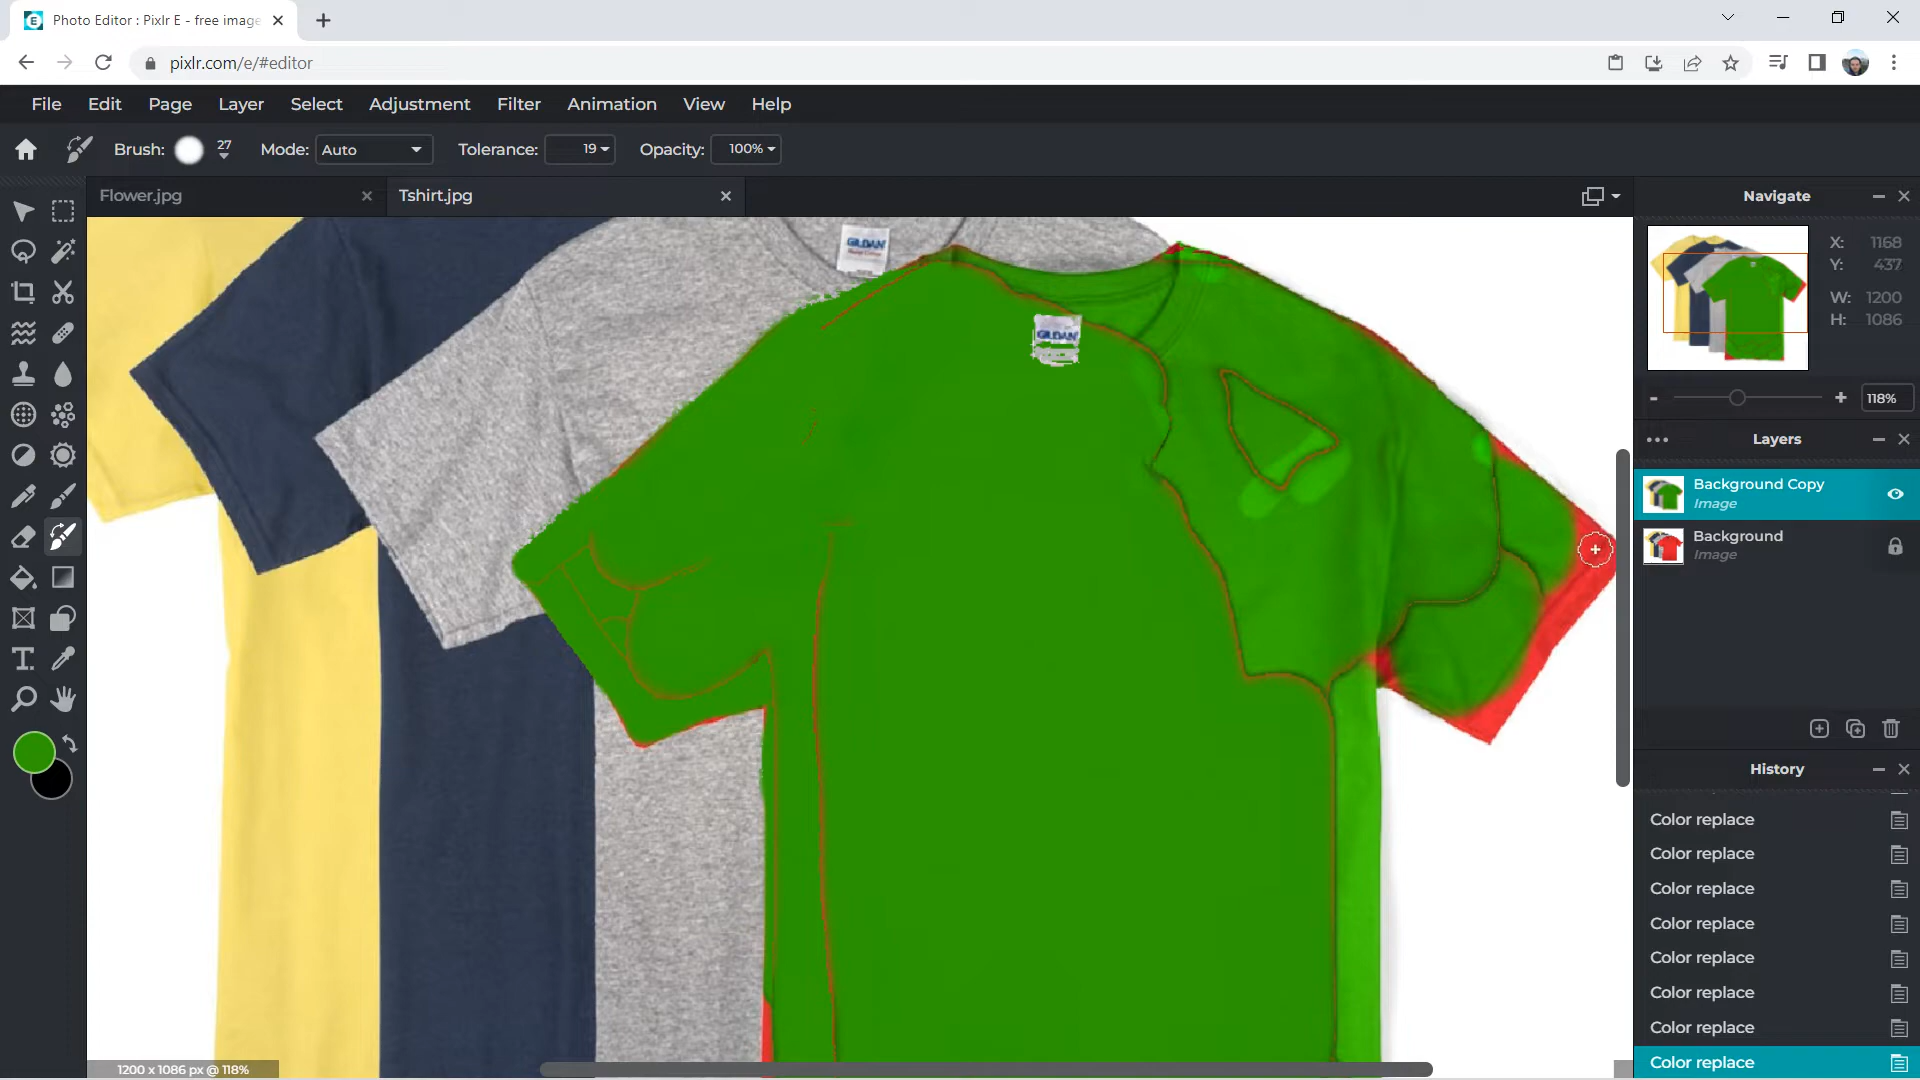 Photo Editor : Pixlr E - free image
pixlr.com/e/#editor
File Edit Page Layer Select Adjustment Filter Animation View Help
Brush: 27 Mode: Auto Tolerance: 19 Opacity: 100%
Flower.jpg Tshirt.jpg
Navigate
X: 1168
Y: 437
W: 1200
H: 1086
118%
Layers
Background Copy
Image
Background
Image
History
Color replace
Color replace
Color replace
Color replace
Color replace
Color replace
Color replace
Color replace
GILDAN
GILDAN
1200 x 1086 px @ 118%